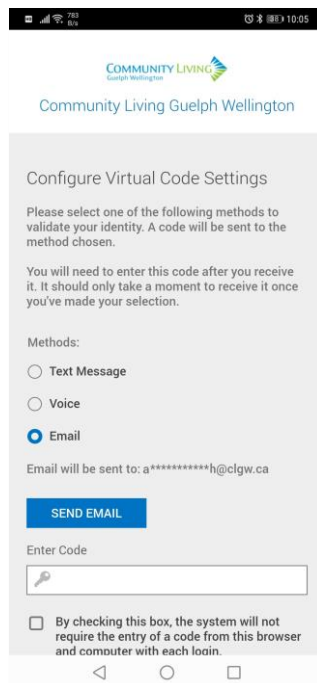 783
B/s
10:05
COMMUNITY LIVING
Guelph Wellington
Community Living Guelph Wellington
Configure Virtual Code Settings
Please select one of the following methods to
validate your identity. A code will be sent to the
method chosen.
You will need to enter this code after you receive
it. It should only take a moment to receive it once
you've made your selection.
Methods:
Text Message
Voice
Email
Email will be sent to: a***********h@clgw.ca
SEND EMAIL
Enter Code
By checking this box, the system will not
require the entry of a code from this browser
and computer with each login.